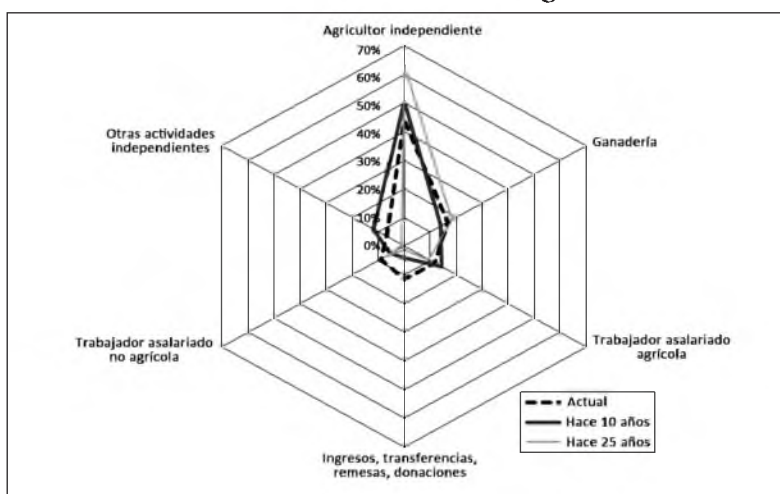 Agricultor independiente
70%
60%
50%
40%
30%
20%
10%
0%
Otras actividades
independientes
Ganadería
Trabajador asalariado
no agrícola
Trabajador asalariado
agrícola
Ingresos, transferencias,
remesas, donaciones
Actual
Hace 10 años
Hace 25 años